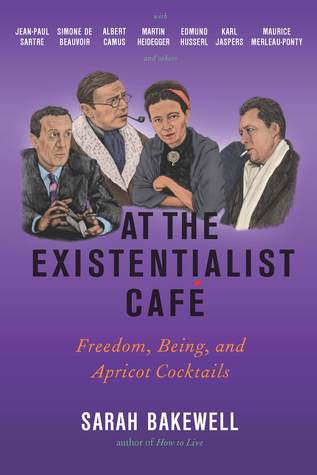 with
JEAN-PAUL SARTRE
SIMONE DE BEAUVOIR
ALBERT CAMUS
MARTIN HEIDEGGER
EDMUND HUSSERL
KARL JASPERS
MAURICE MERLEAU-PONTY
and others
AT THE
EXISTENTIALIST
CAFÉ
Freedom, Being, and
Apricot Cocktails
SARAH BAKEWELL
author of How to Live